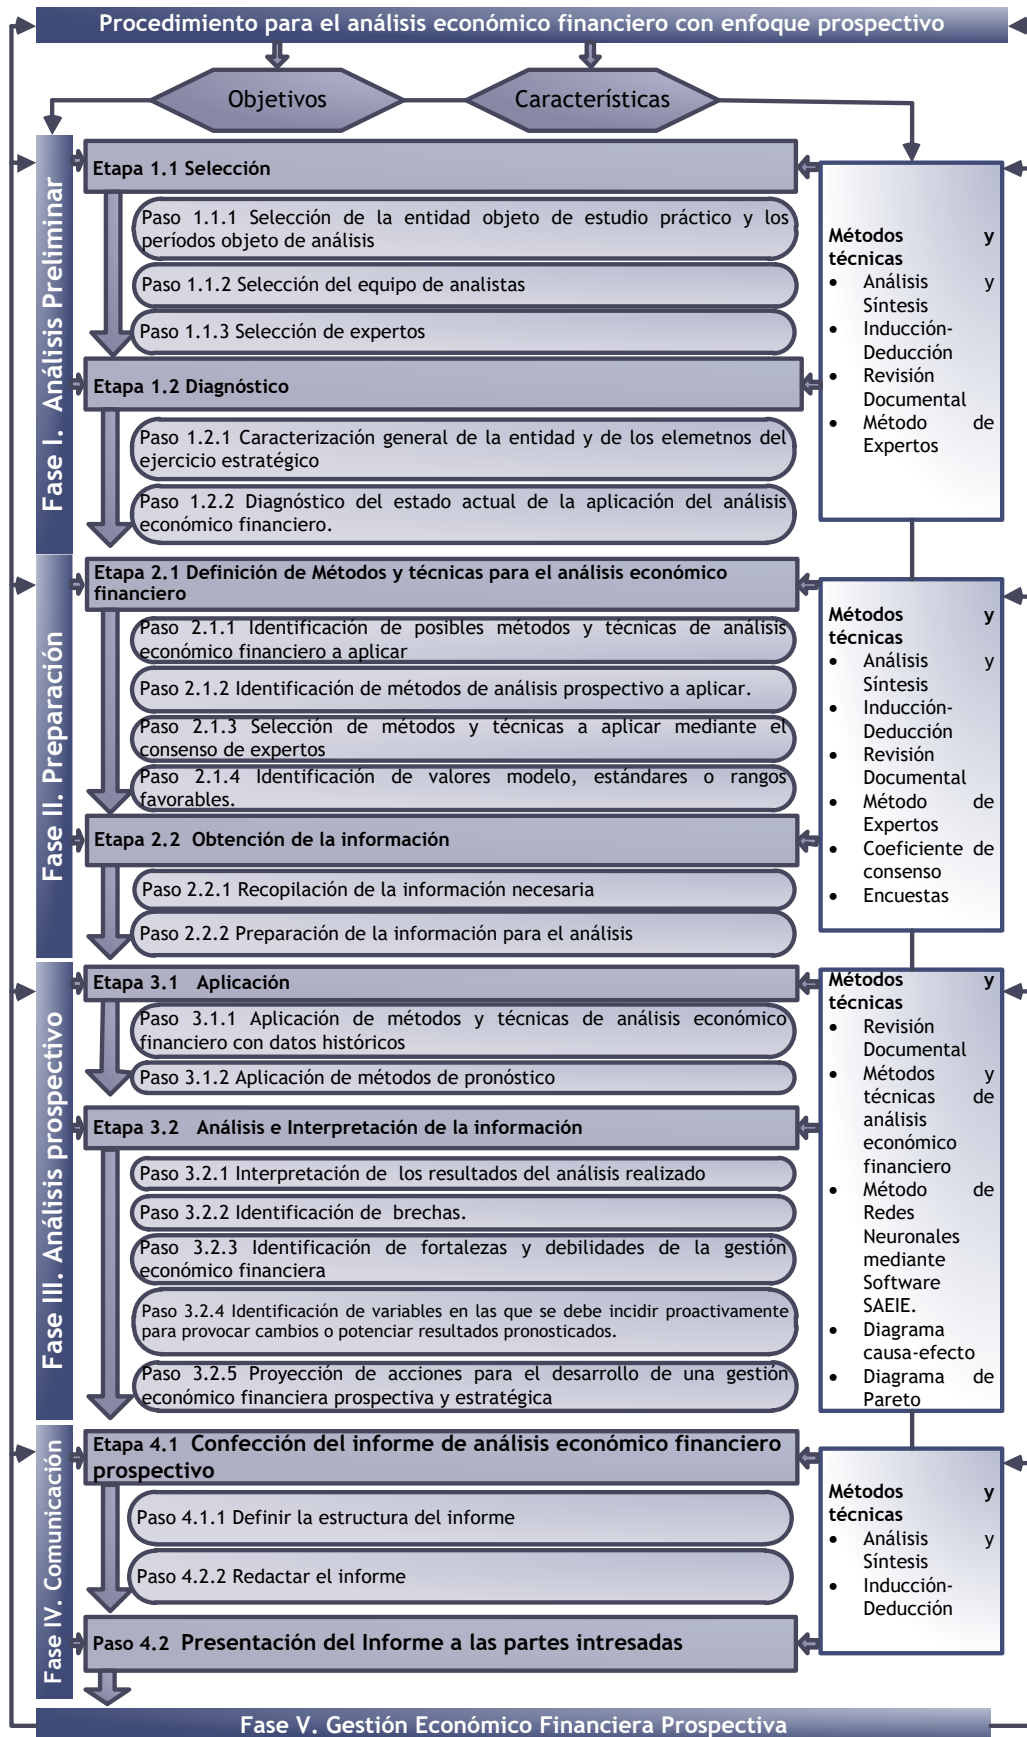 Procedimiento para el análisis económico financiero con enfoque prospectivo
Objetivos
Características
Fase I. Análisis Preliminar
Etapa 1.1 Selección
Paso 1.1.1 Selección de la entidad objeto de estudio práctico y los
períodos objeto de análisis
Paso 1.1.2 Selección del equipo de analistas
Paso 1.1.3 Selección de expertos
Etapa 1.2 Diagnóstico
Paso 1.2.1 Caracterización general de la entidad y de los elemetnos del
ejercicio estratégico
Paso 1.2.2 Diagnóstico del estado actual de la aplicación del análisis
económico financiero.
Métodos y
técnicas
• Análisis y
Síntesis
• Inducción-
Deducción
• Revisión
Documental
• Método de
Expertos
Fase II. Preparación
Etapa 2.1 Definición de Métodos y técnicas para el análisis económico
financiero
Paso 2.1.1 Identificación de posibles métodos y técnicas de análisis
económico financiero a aplicar
Paso 2.1.2 Identificación de métodos de análisis prospectivo a aplicar.
Paso 2.1.3 Selección de métodos y técnicas a aplicar mediante el
consenso de expertos
Paso 2.1.4 Identificación de valores modelo, estándares o rangos
favorables.
Etapa 2.2 Obtención de la información
Paso 2.2.1 Recopilación de la información necesaria
Paso 2.2.2 Preparación de la información para el análisis
Métodos y
técnicas
• Análisis y
Síntesis
• Inducción-
Deducción
• Revisión
Documental
• Método de
Expertos
• Coeficiente de
consenso
• Encuestas
Fase III. Análisis prospectivo
Etapa 3.1 Aplicación
Paso 3.1.1 Aplicación de métodos y técnicas de análisis económico
financiero con datos históricos
Paso 3.1.2 Aplicación de métodos de pronóstico
Etapa 3.2 Análisis e Interpretación de la información
Paso 3.2.1 Interpretación de los resultados del análisis realizado
Paso 3.2.2 Identificación de brechas.
Paso 3.2.3 Identificación de fortalezas y debilidades de la gestión
económico financiera
Paso 3.2.4 Identificación de variables en las que se debe incidir proactivamente
para provocar cambios o potenciar resultados pronosticados.
Paso 3.2.5 Proyección de acciones para el desarrollo de una gestión
económico financiera prospectiva y estratégica
Métodos y
técnicas
• Revisión
Documental
• Métodos y
técnicas de
análisis
económico
financiero
• Método de
Redes
Neuronales
mediante
Software
SAEIE.
• Diagrama
causa-efecto
• Diagrama de
Pareto
Fase IV. Comunicación
Etapa 4.1 Confección del informe de análisis económico financiero
prospectivo
Paso 4.1.1 Definir la estructura del informe
Paso 4.2.2 Redactar el informe
Paso 4.2 Presentación del Informe a las partes intresadas
Métodos y
técnicas
• Análisis y
Síntesis
• Inducción-
Deducción
Fase V. Gestión Económico Financiera Prospectiva